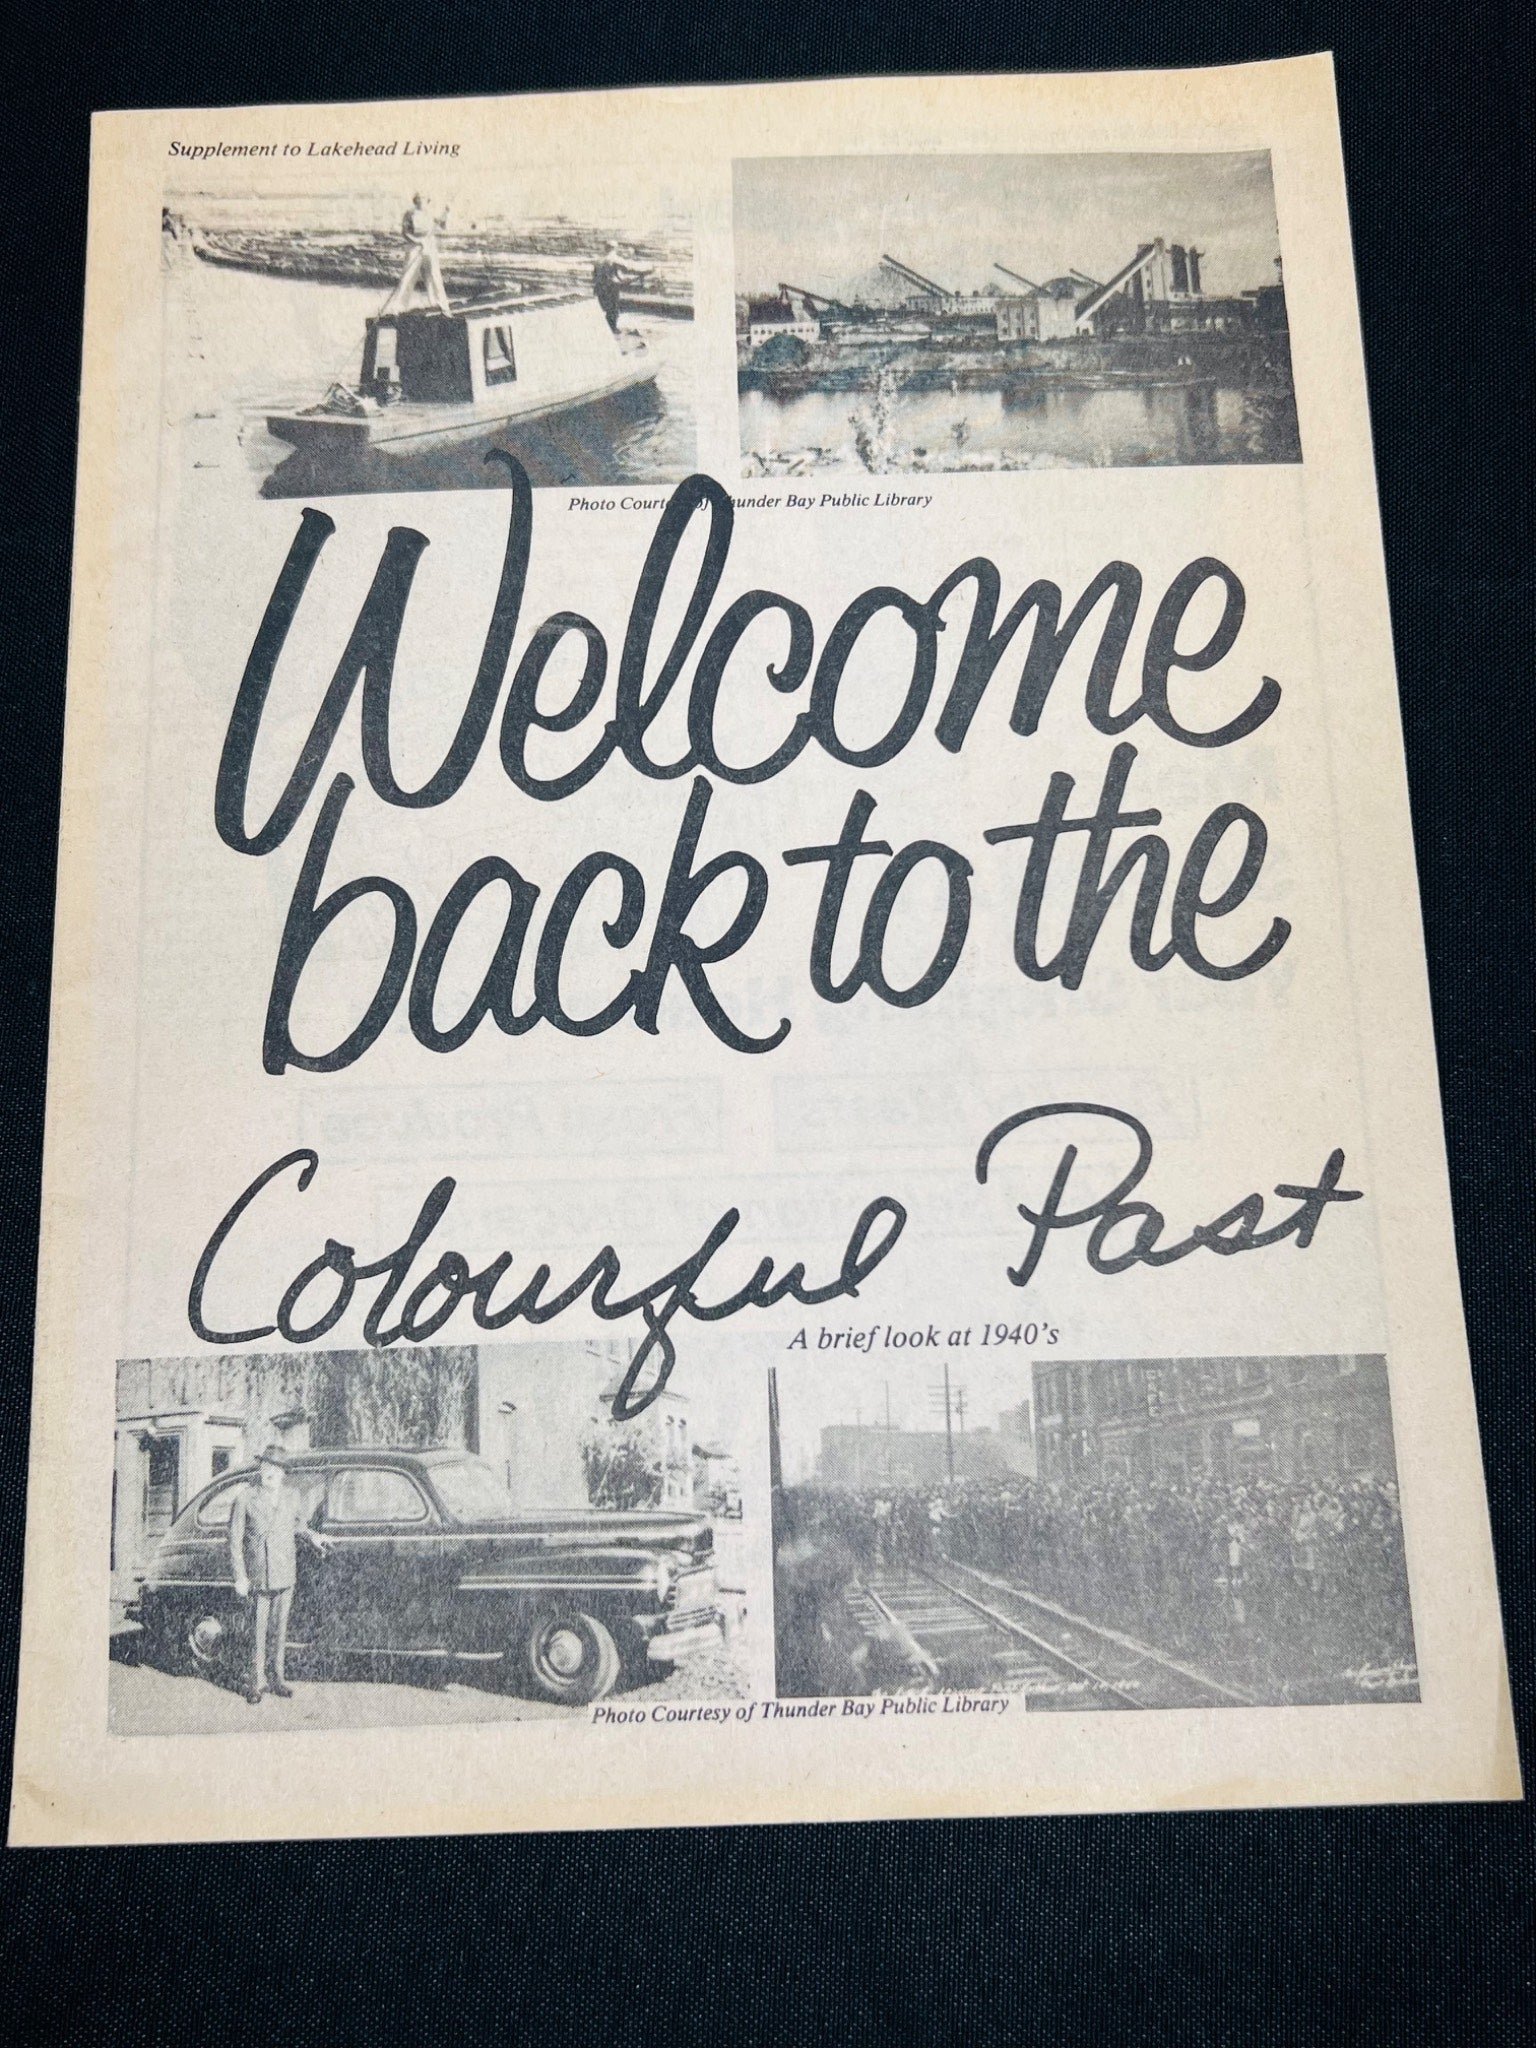 Supplement to Lakehead Living
Photo Courtesy of Thunder Bay Public Library
Welcome
back to the
Colourful Past
A brief look at 1940's
Photo Courtesy of Thunder Bay Public Library